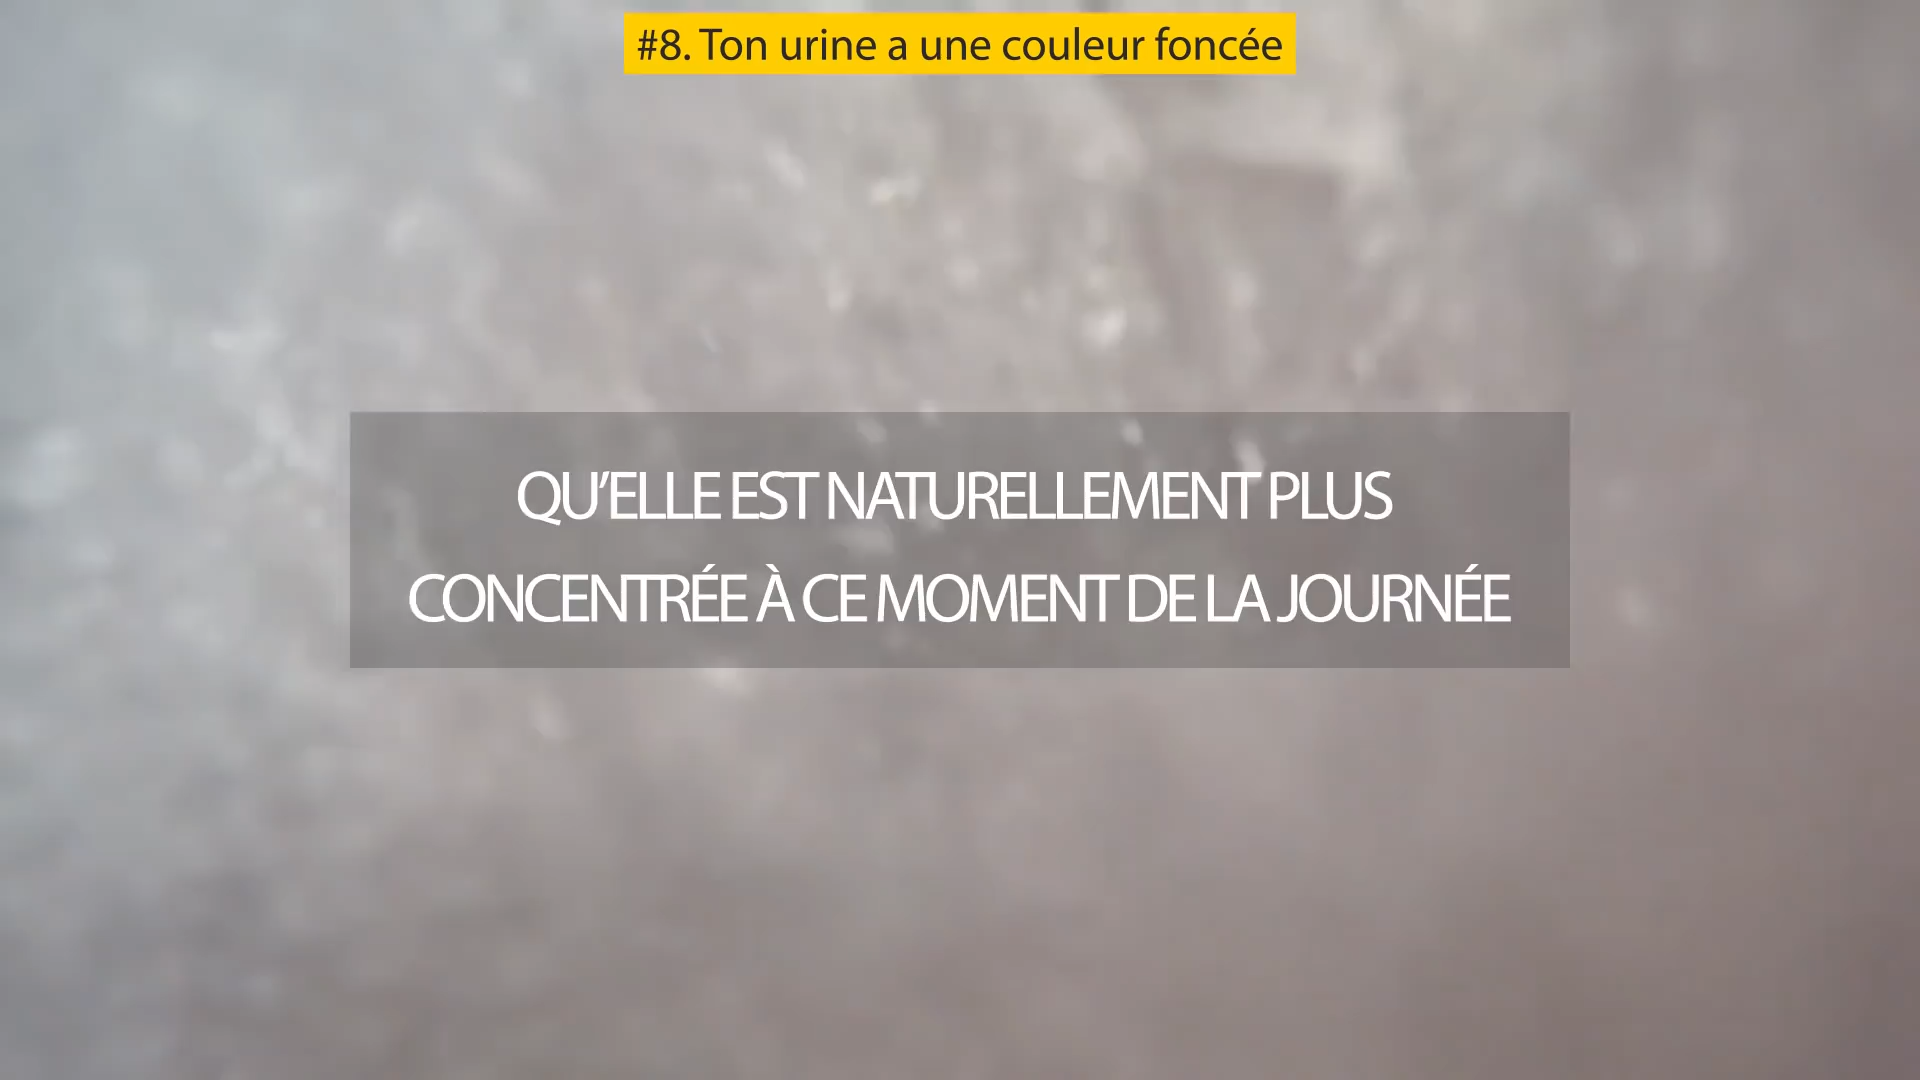 #8. Ton urine a une couleur foncée
QU’ELLE EST NATURELLEMENT PLUS
CONCENTRÉE À CE MOMENT DE LA JOURNÉE